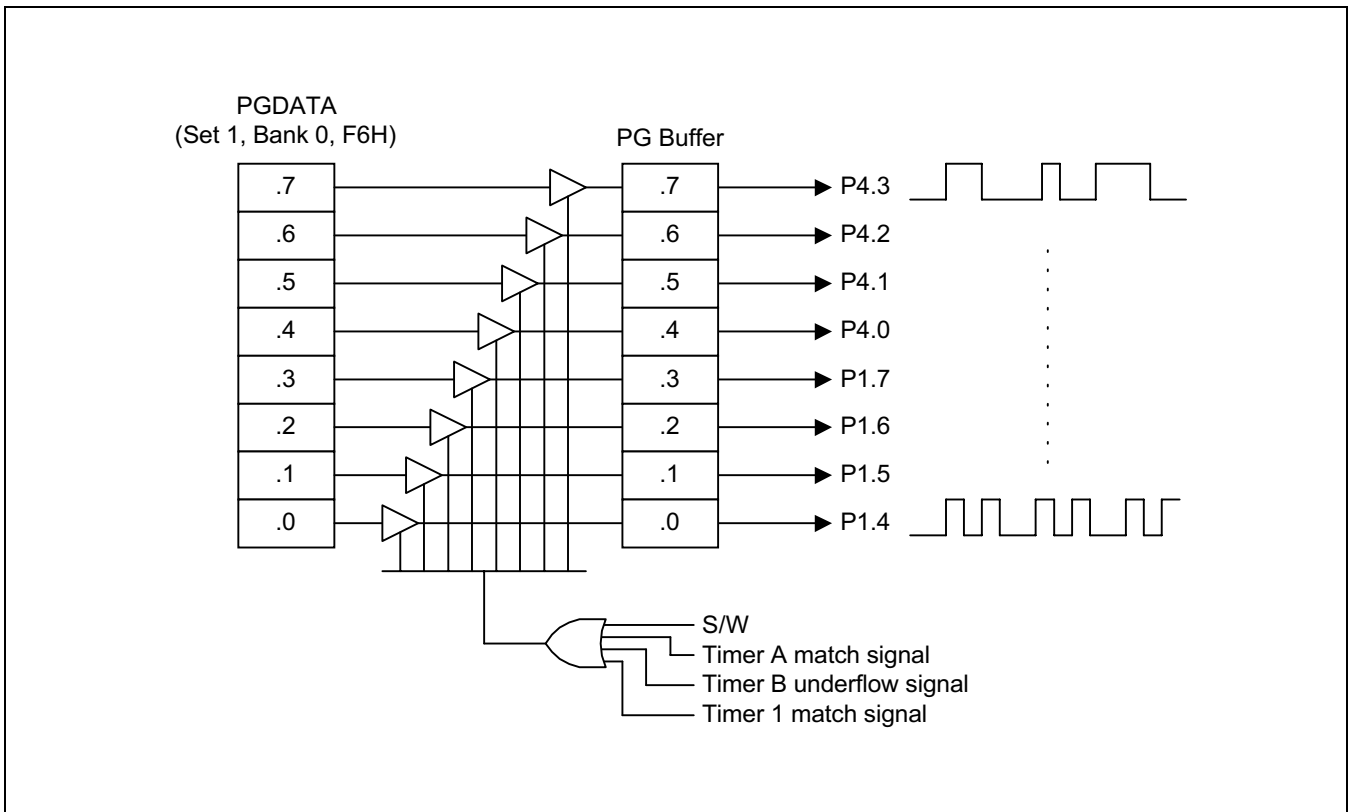 PGDATA
(Set 1, Bank 0, F6H)
PG Buffer
.7 .7 P4.3
.6 .6 P4.2
.5 .5 P4.1
.4 .4 P4.0
.3 .3 P1.7
.2 .2 P1.6
.1 .1 P1.5
.0 .0 P1.4
S/W
Timer A match signal
Timer B underflow signal
Timer 1 match signal